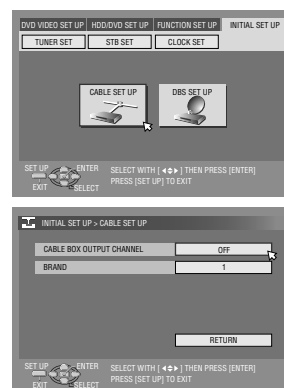 DVD VIDEO SET UP HDD/DVD SET UP FUNCTION SET UP INITIAL SET UP
TUNER SET STB SET CLOCK SET
CABLE SET UP DBS SET UP
SET UP ENTER SELECT WITH [ ] THEN PRESS [ENTER]
EXIT SELECT PRESS [SET UP] TO EXIT
INITIAL SET UP > CABLE SET UP
CABLE BOX OUTPUT CHANNEL OFF
BRAND 1
RETURN
SET UP ENTER SELECT WITH [ ] THEN PRESS [ENTER]
EXIT SELECT PRESS [SET UP] TO EXIT